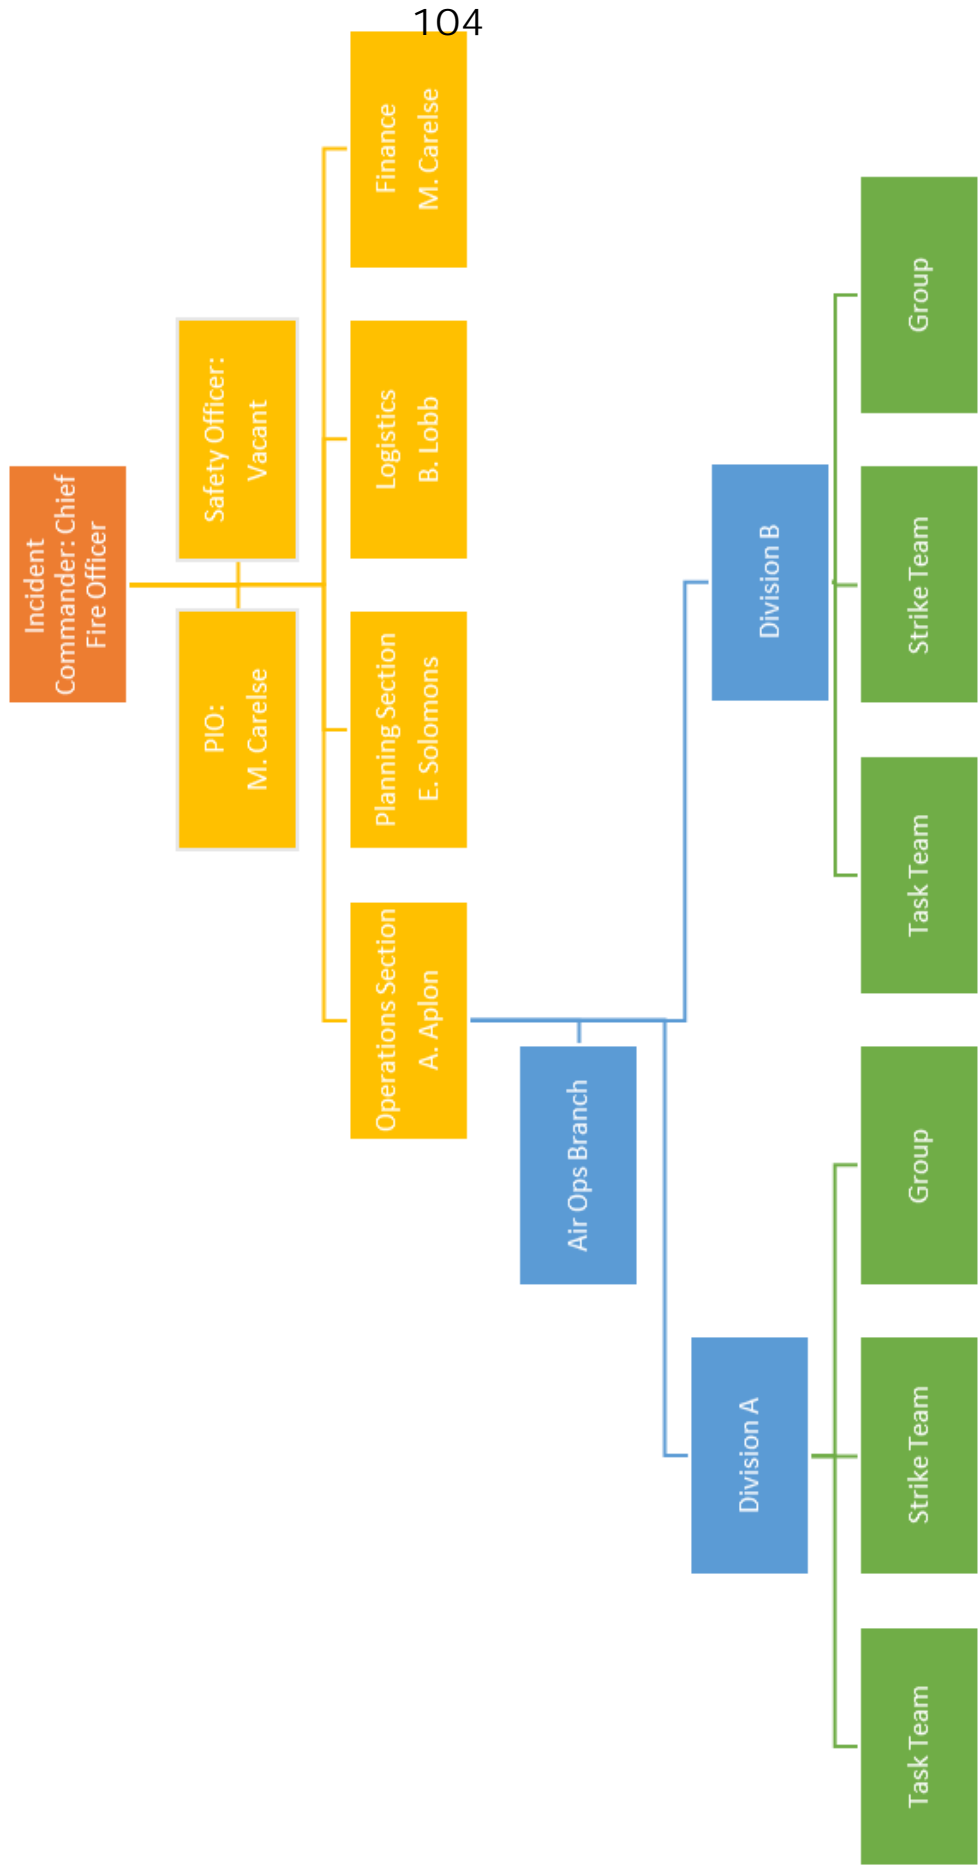 104
Incident
Commander: Chief
Fire Officer
PIO:
M. Carelse
Safety Officer:
Vacant
Operations Section
A. Aplon
Planning Section
E. Solomons
Logistics
B. Lobb
Finance
M. Carelse
Air Ops Branch
Division A
Division B
Task Team
Strike Team
Group
Task Team
Strike Team
Group